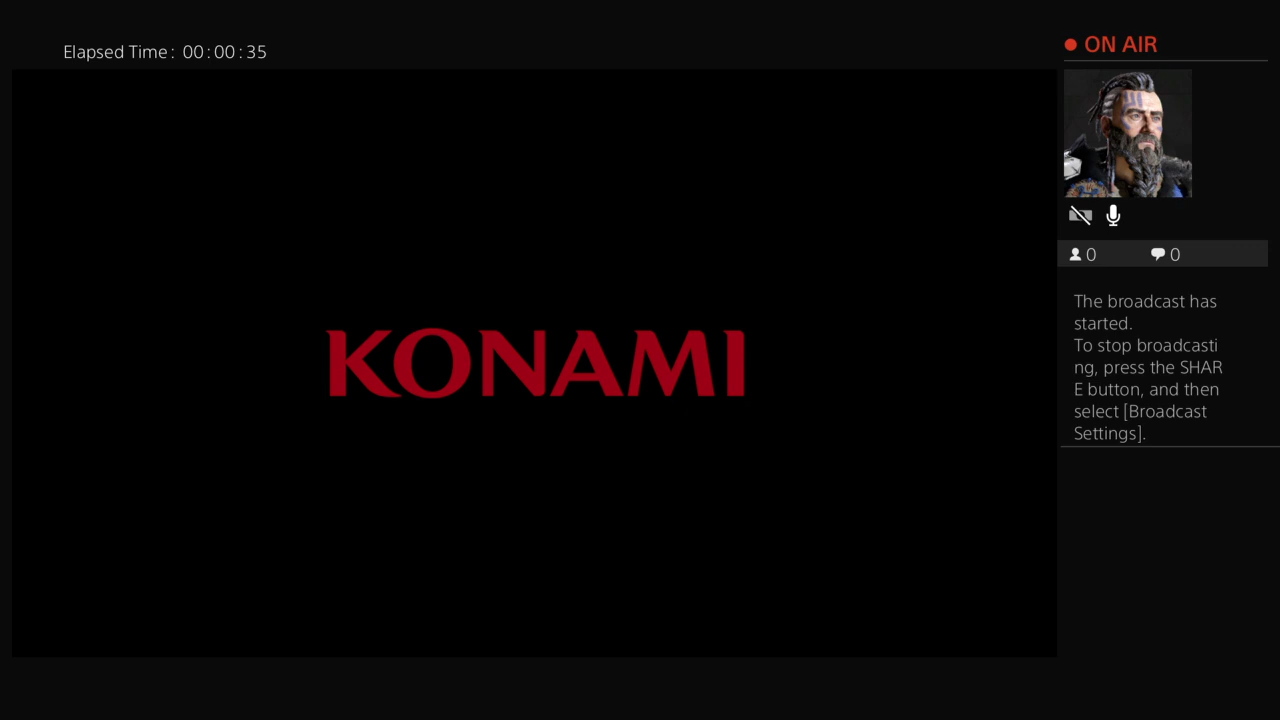 Elapsed Time: 00:00:35
ON AIR
KONAMI
0
0
The broadcast has
started.
To stop broadcasti
ng, press the SHAR
E button, and then
select [Broadcast
Settings].